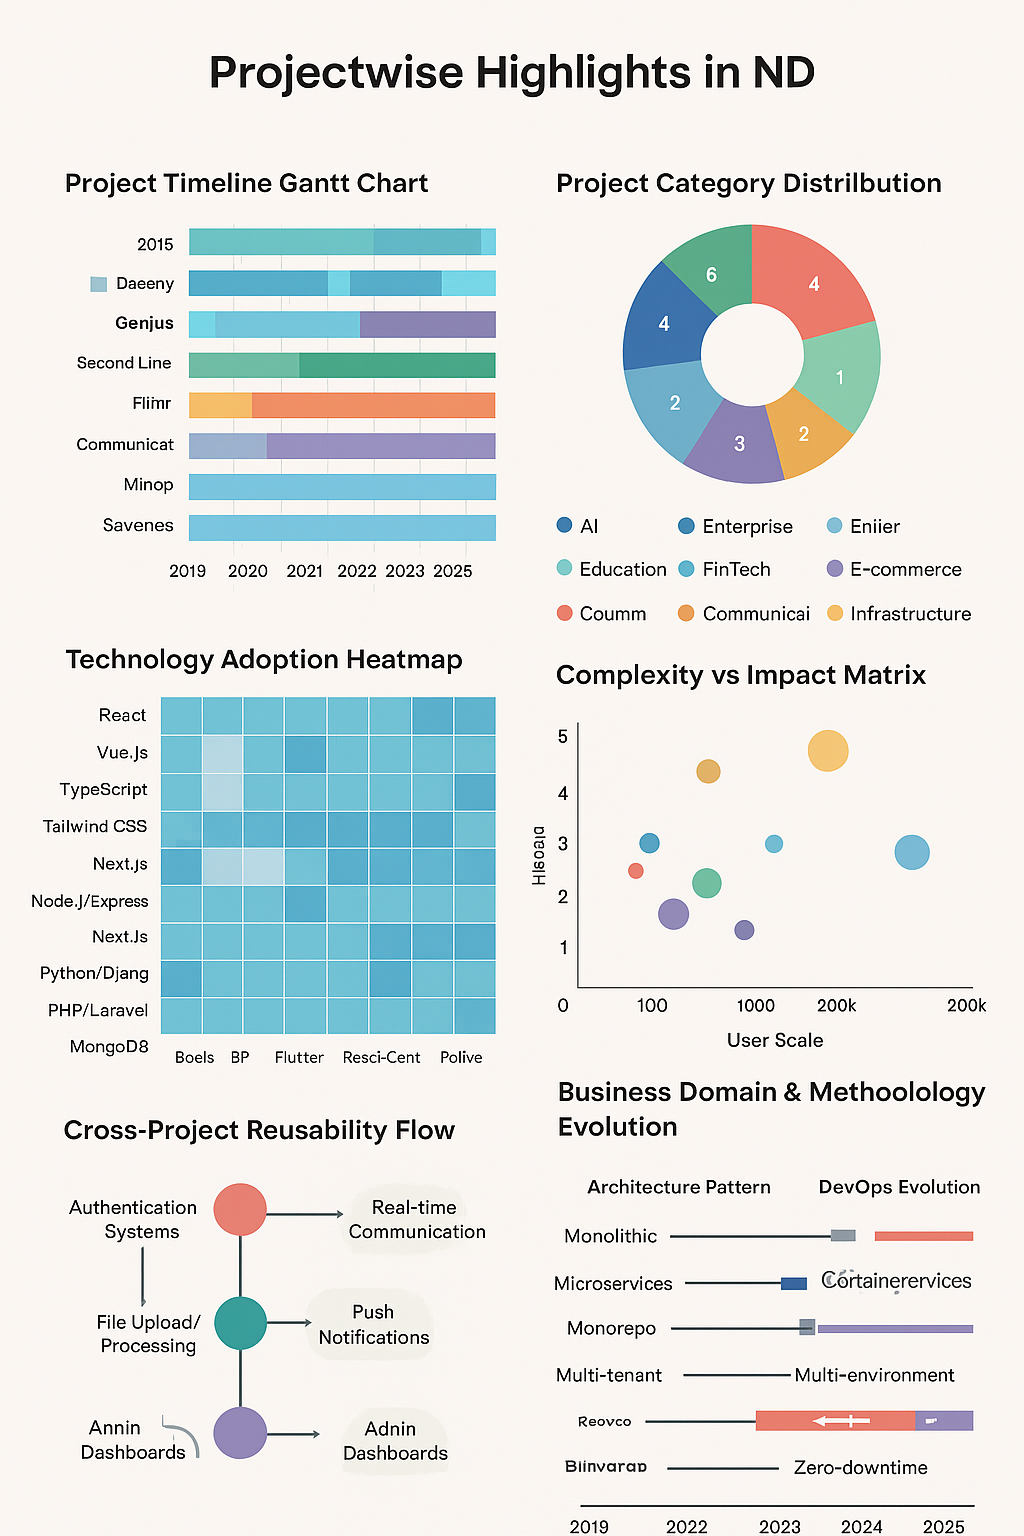 Projectwise Highlights in ND
Project Timeline Gantt Chart
2015
Daeeny
Genjus
Second Line
Flimr
Communicat
Minop
Savenes
2019 2020 2021 2022 2023 2025
Project Category Distrilbution
6 4
4 1
2 2
3
AI Enterprise Eniier
Education FinTech E-commerce
Coumm Communicai Infrastructure
Technology Adoption Heatmap
React
Vue.Js
TypeScript
Tailwind CSS
Next.js
Node.J/Express
Next.Js
Python/Djang
PHP/Laravel
MongoD8
Boels BP Flutter Resci-Cent Polive
Complexity vs Impact Matrix
5
4
3
2
1
0 100 1000 200k 200k
User Scale
Cross-Project Reusability Flow
Authentication
Systems
Real-time
Communication
File Upload/
Processing
Push
Notifications
Annin
Dashboards
Adnin
Dashboards
Business Domain & Methoolology
Evolution
Architecture Pattern DevOps Evolution
Monolithic
Microservices Cortainerervices
Monorepo
Multi-tenant Multi-environment
Reovco
Zero-downtime
2019 2022 2023 2024 2025